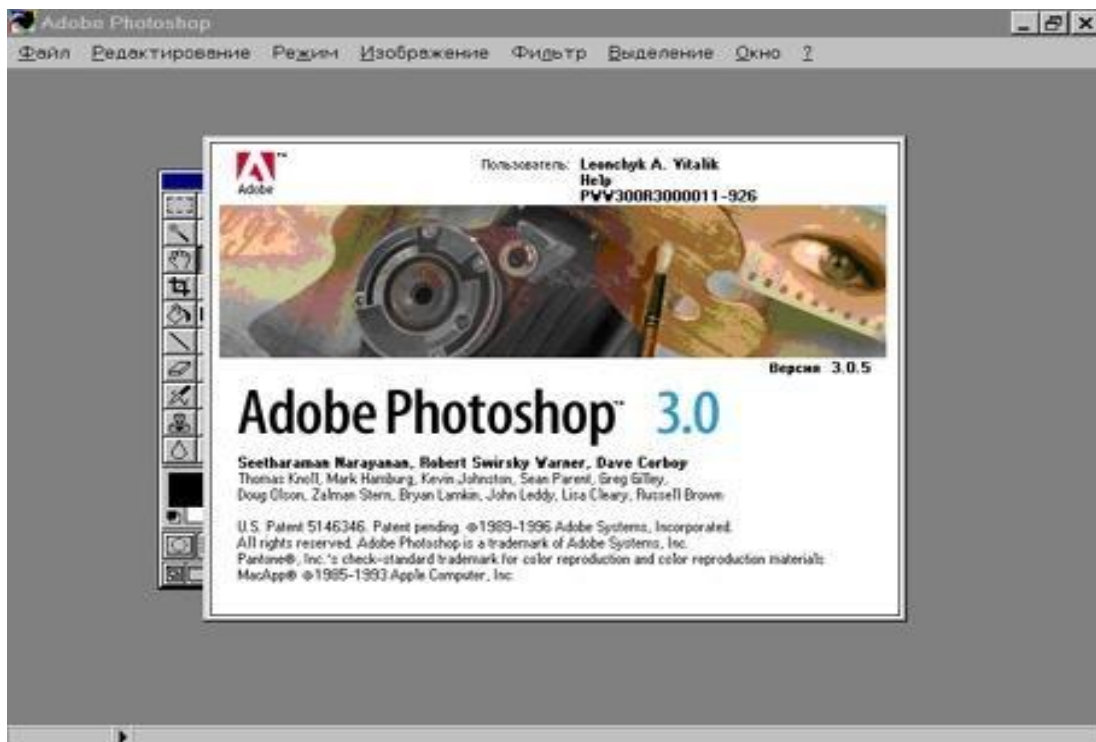 Adobe Photoshop
Файл Редактирование Режим Изображение Фильтр Выделение Окно ?
Adobe™
Пользователь: Leonchyk A. Vitalik
Help
PWW300R3000011-926
Версия 3.0.5
Adobe Photoshop™ 3.0
Seetharaman Narayanan, Robert Swirsky Warner, Dave Corboy
Thomas Knoll, Mark Hamburg, Kevin Johnston, Sean Parent, Greg Gilley,
Doug Olson, Zalman Stern, Bryan Lamkin, John Leddy, Lisa Cleary, Russell Brown
U.S. Patent 5146346. Patent pending. ©1989-1996 Adobe Systems, Incorporated.
All rights reserved. Adobe Photoshop is a trademark of Adobe Systems, Inc.
Pantone®, Inc.'s check-standard trademark for color reproduction and color reproduction materials
MacApp® ©1985-1993 Apple Computer, Inc.